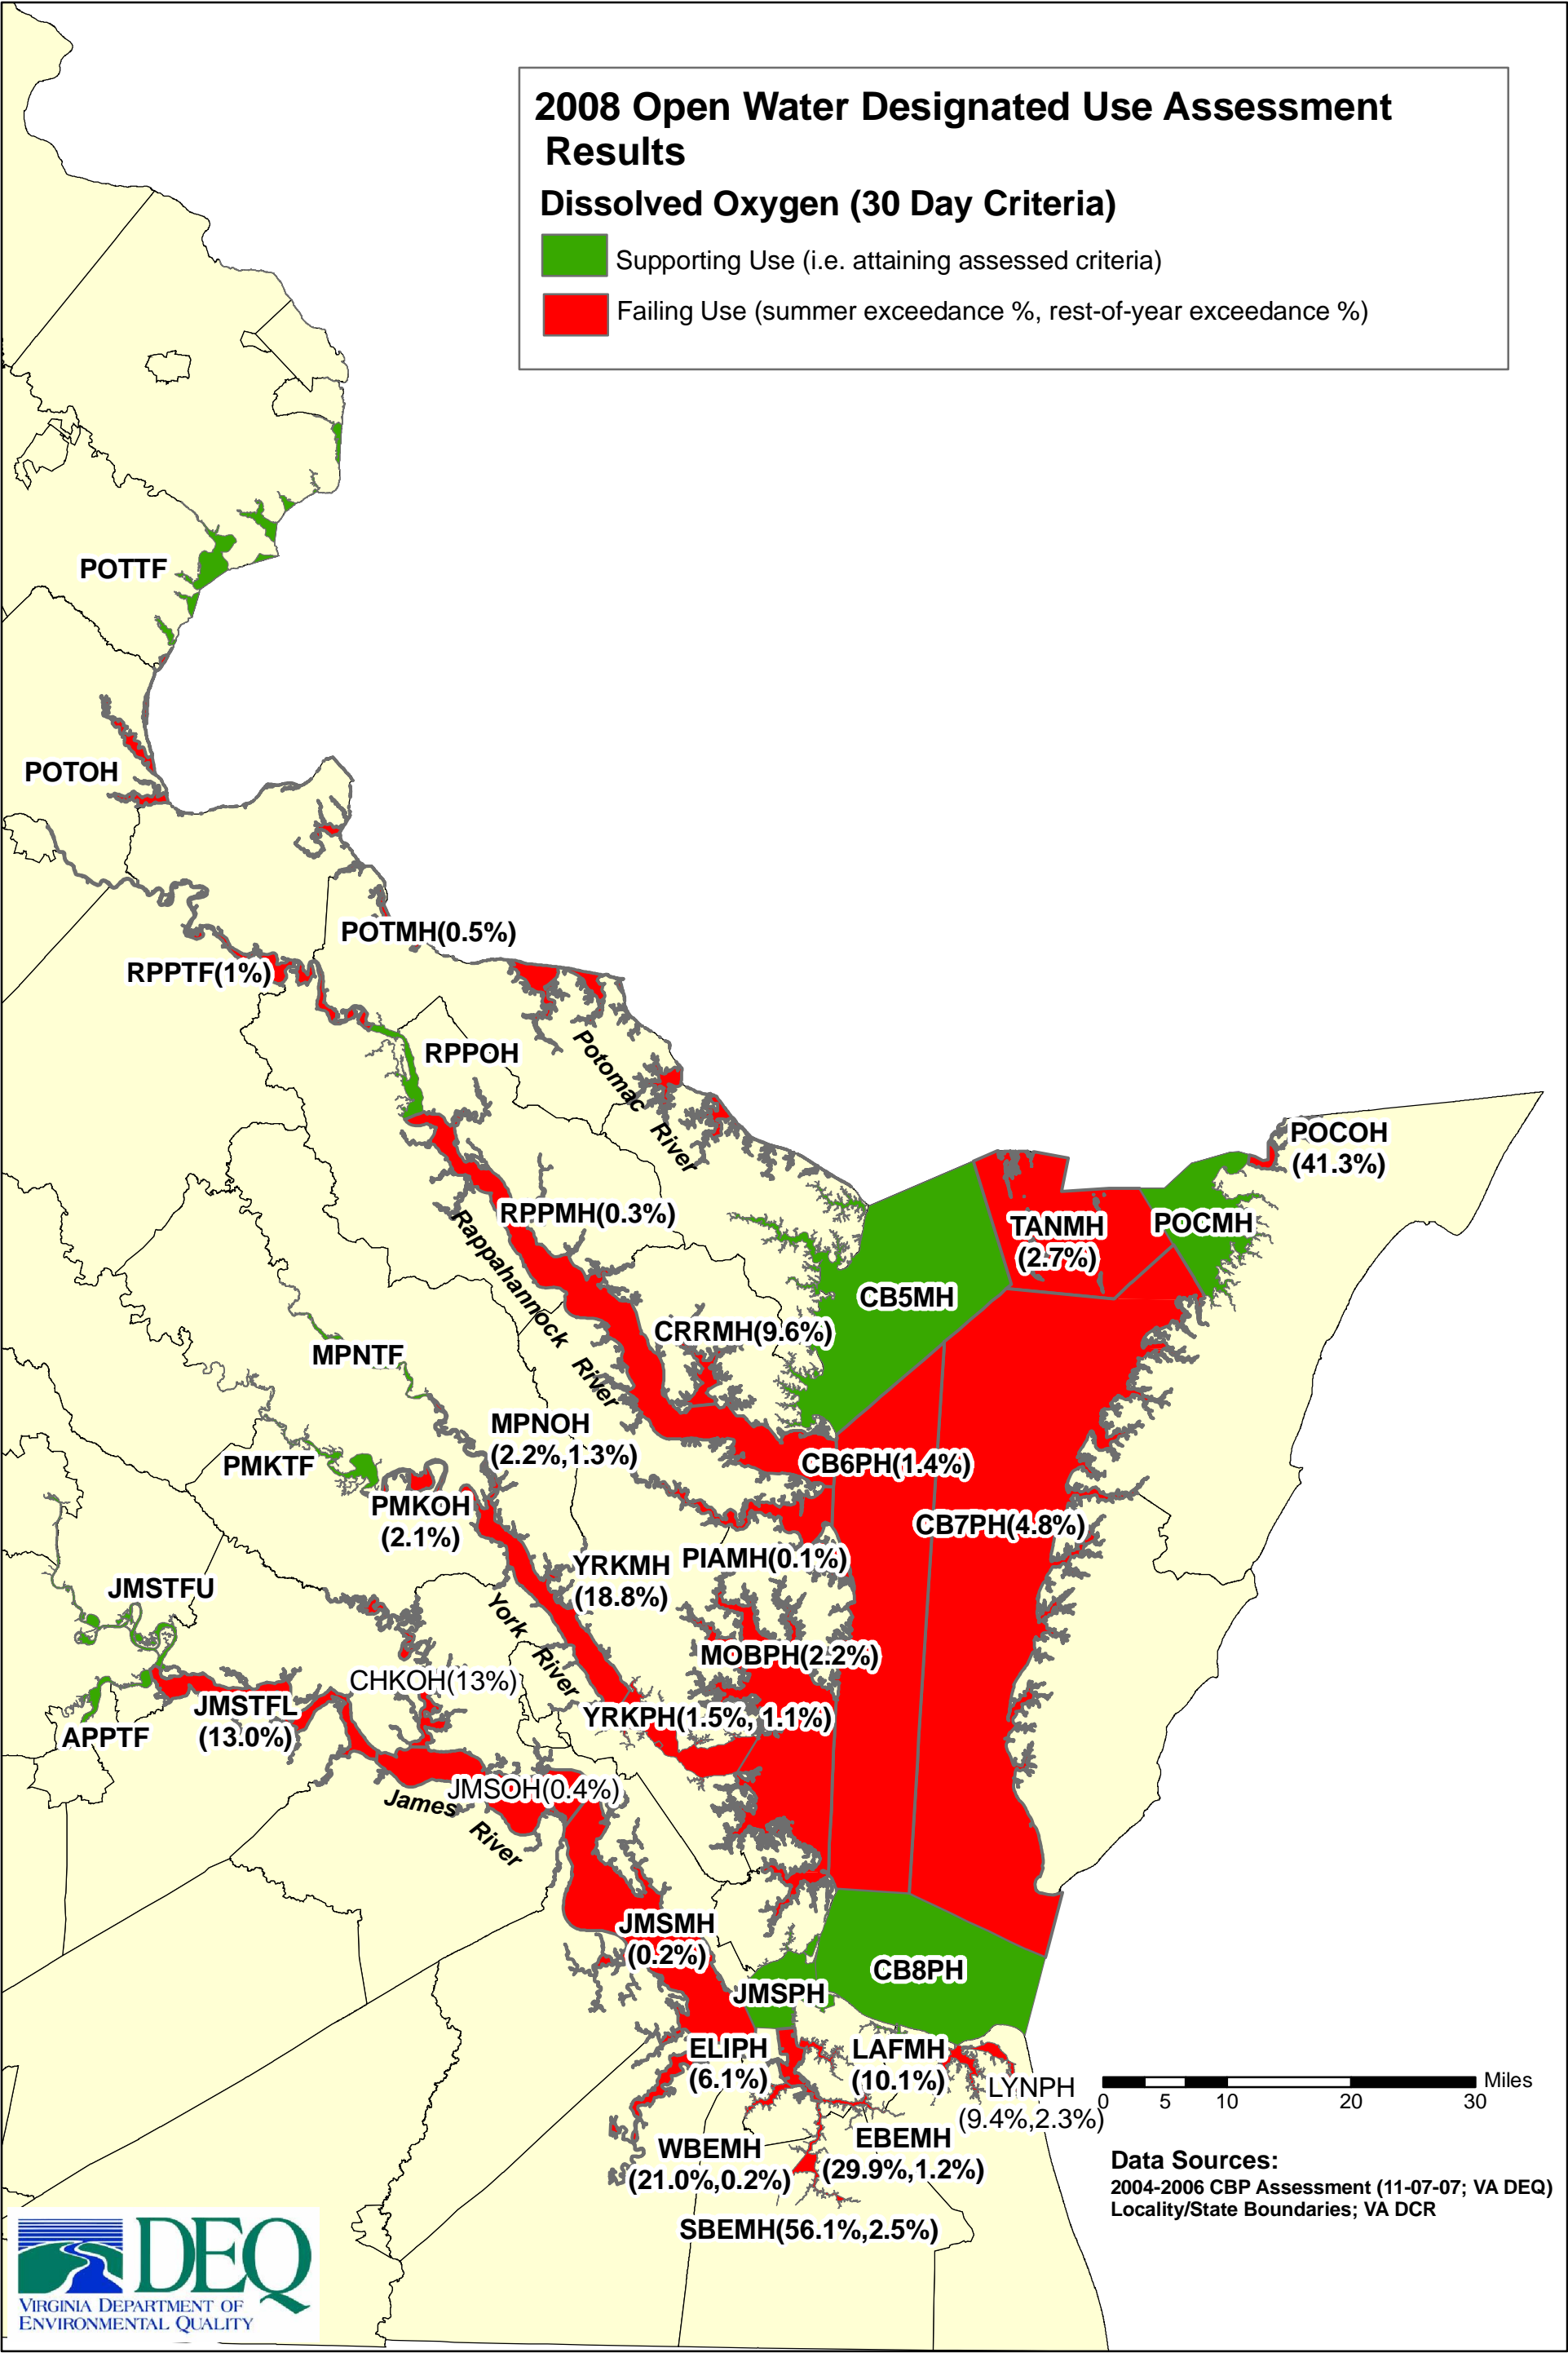 2008 Open Water Designated Use Assessment
Results
Dissolved Oxygen (30 Day Criteria)
Supporting Use (i.e. attaining assessed criteria)
Failing Use (summer exceedance %, rest-of-year exceedance %)
POTTF
POTOH
POTMH(0.5%)
RPPTF(1%)
RPPOH
Potomac River
POCOH
(41.3%)
RPPMH(0.3%)
TANMH
(2.7%)
POCMH
Rappahannock River
CB5MH
CRRMH(9.6%)
MPNTF
MPNOH
(2.2%,1.3%)
PMKTF
CB6PH(1.4%)
PMKOH
(2.1%)
CB7PH(4.8%)
YRKMH
(18.8%)
PIAMH(0.1%)
JMSTFU
York River
MOBPH(2.2%)
CHKOH(13%)
JMSTFL
(13.0%)
YRKPH(1.5%, 1.1%)
APPTF
JMSOH(0.4%)
James River
JMSMH
(0.2%)
CB8PH
JMSPH
ELIPH
(6.1%)
LAFMH
(10.1%)
LYNPH
(9.4%,2.3%)
WBEMH
(21.0%,0.2%)
EBEMH
(29.9%,1.2%)
SBEMH(56.1%,2.5%)
Miles
0 5 10 20 30
Data Sources:
2004-2006 CBP Assessment (11-07-07; VA DEQ)
Locality/State Boundaries; VA DCR
DEQ
VIRGINIA DEPARTMENT OF
ENVIRONMENTAL QUALITY